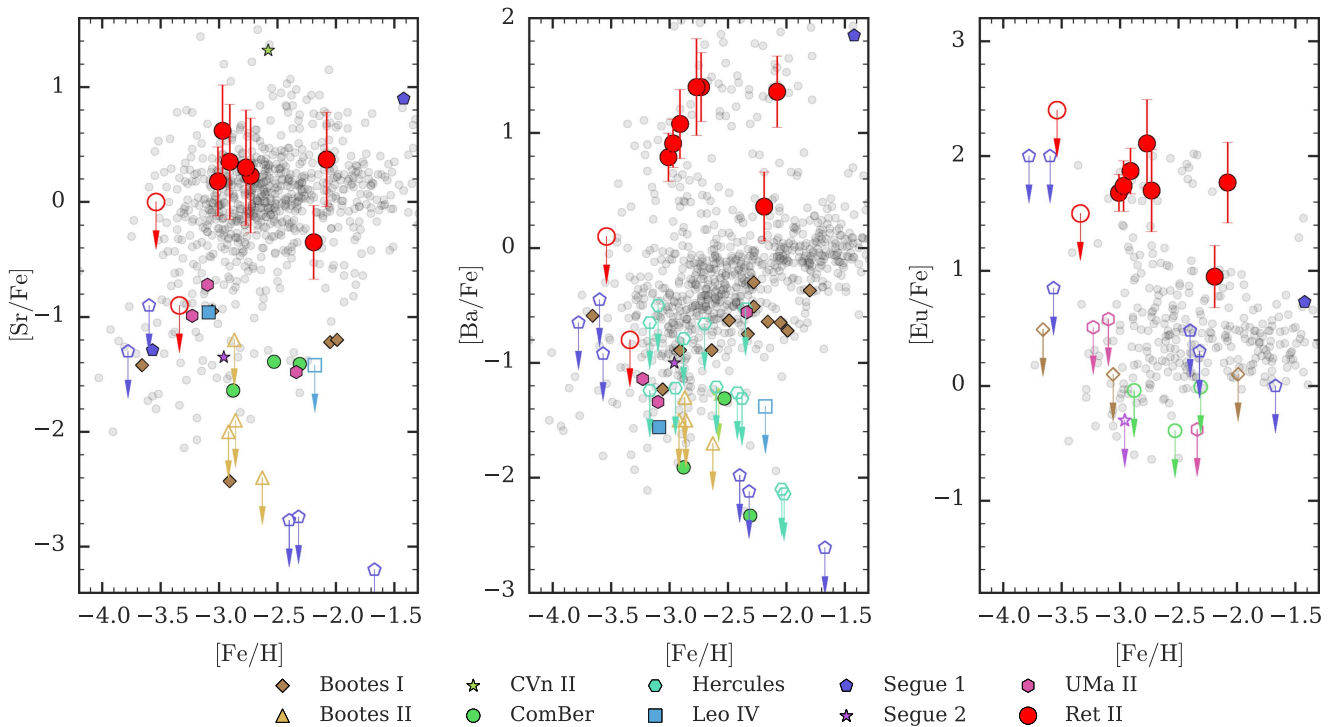 1
0
−1
−2
−3
[Sr/Fe]
−4.0 −3.5 −3.0 −2.5 −2.0 −1.5
[Fe/H]
2
1
0
−1
−2
−3
[Ba/Fe]
−4.0 −3.5 −3.0 −2.5 −2.0 −1.5
[Fe/H]
3
2
1
0
−1
[Eu/Fe]
−4.0 −3.5 −3.0 −2.5 −2.0 −1.5
[Fe/H]
Bootes I CVn II Hercules Segue 1 UMa II
Bootes II ComBer Leo IV Segue 2 Ret II